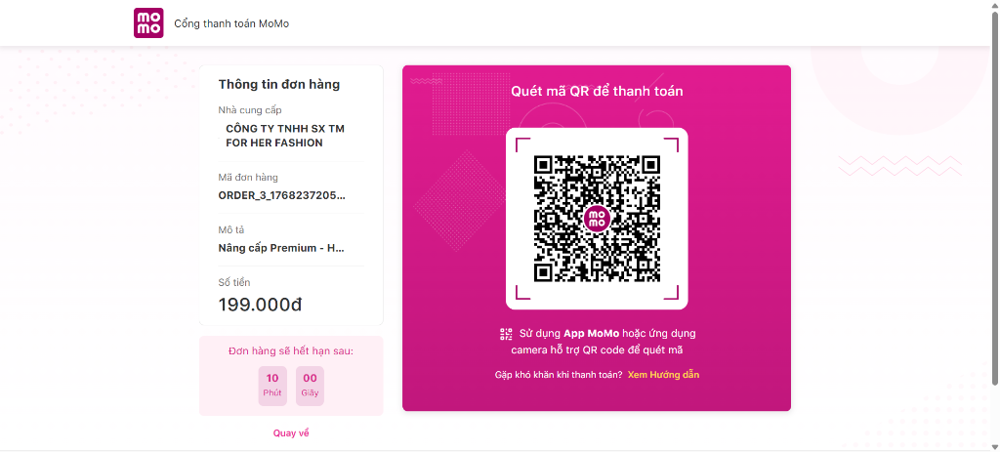 mo
mo
Cổng thanh toán MoMo
Thông tin đơn hàng
Nhà cung cấp
CÔNG TY TNHH SX TM
FOR HER FASHION
Mã đơn hàng
ORDER_3_1768237205...
Mô tả
Nâng cấp Premium - H...
Số tiền
199.000đ
Đơn hàng sẽ hết hạn sau:
10
Phút
00
Giây
Quay về
Quét mã QR để thanh toán
mo
mo
Sử dụng App MoMo hoặc ứng dụng
camera hỗ trợ QR code để quét mã
Gặp khó khăn khi thanh toán? Xem Hướng dẫn